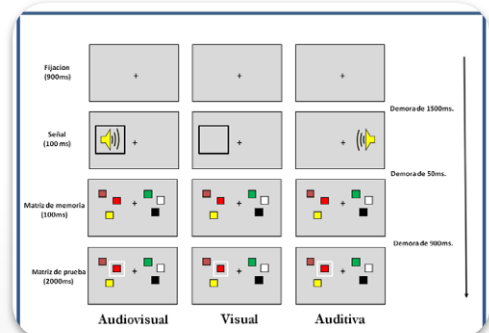 Fijacion
(900ms)
Demora de 1500ms.
Señal
(100 ms)
Demora de 50ms.
Matriz de memoria
(100ms)
Demora de 900ms.
Matriz de prueba
(2000ms)
Audiovisual
Visual
Auditiva